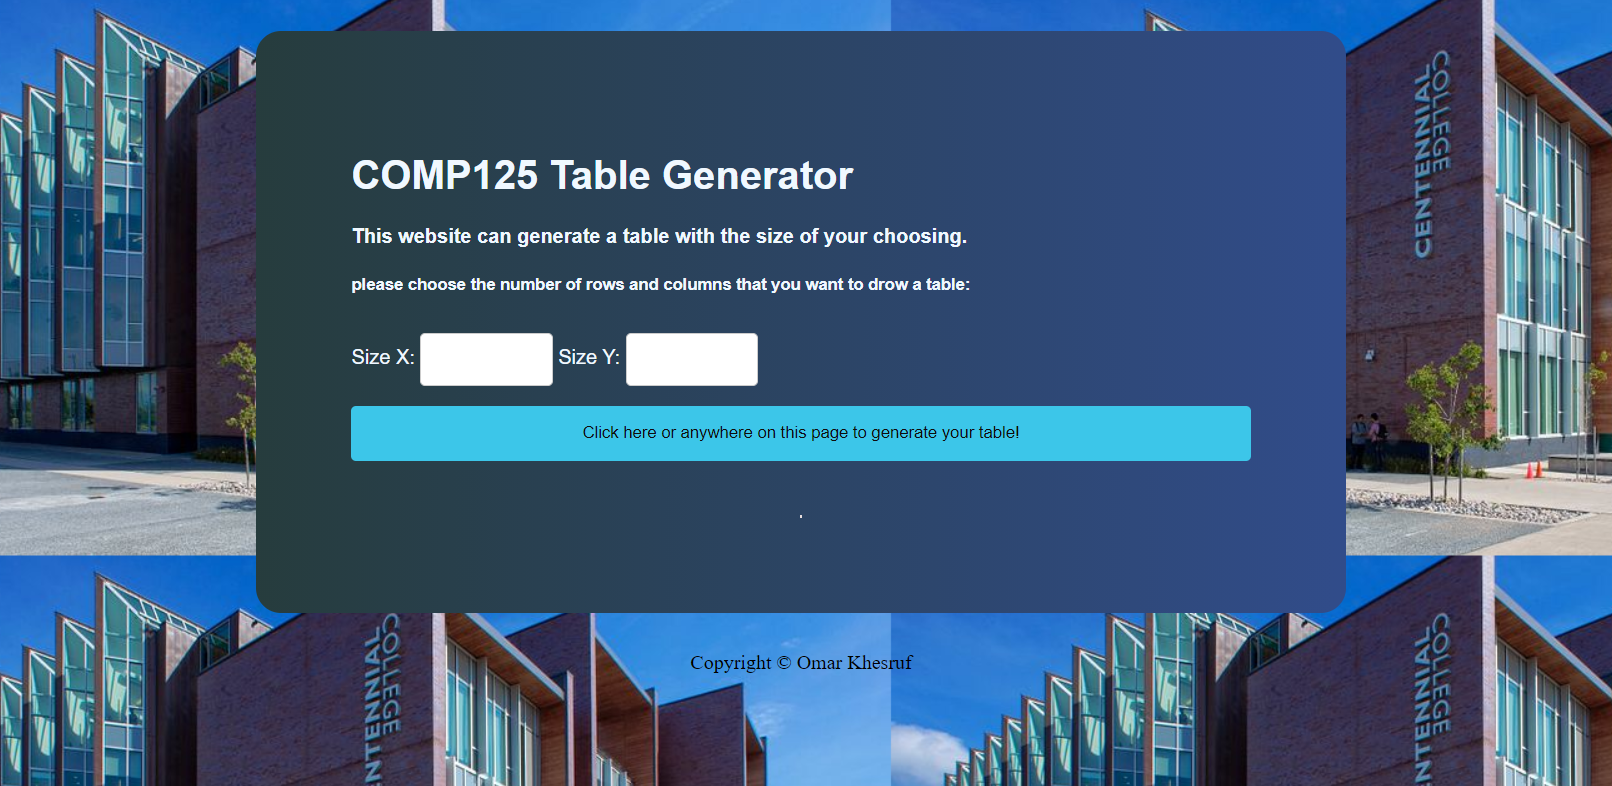 COMP125 Table Generator
This website can generate a table with the size of your choosing.
please choose the number of rows and columns that you want to drow a table:
Size X: Size Y:
Click here or anywhere on this page to generate your table!
Copyright © Omar Khesruf
CENTENNIAL
COLLEGE
CENTENNIAL
COLLEGE
CENTENNIAL
COLLEGE